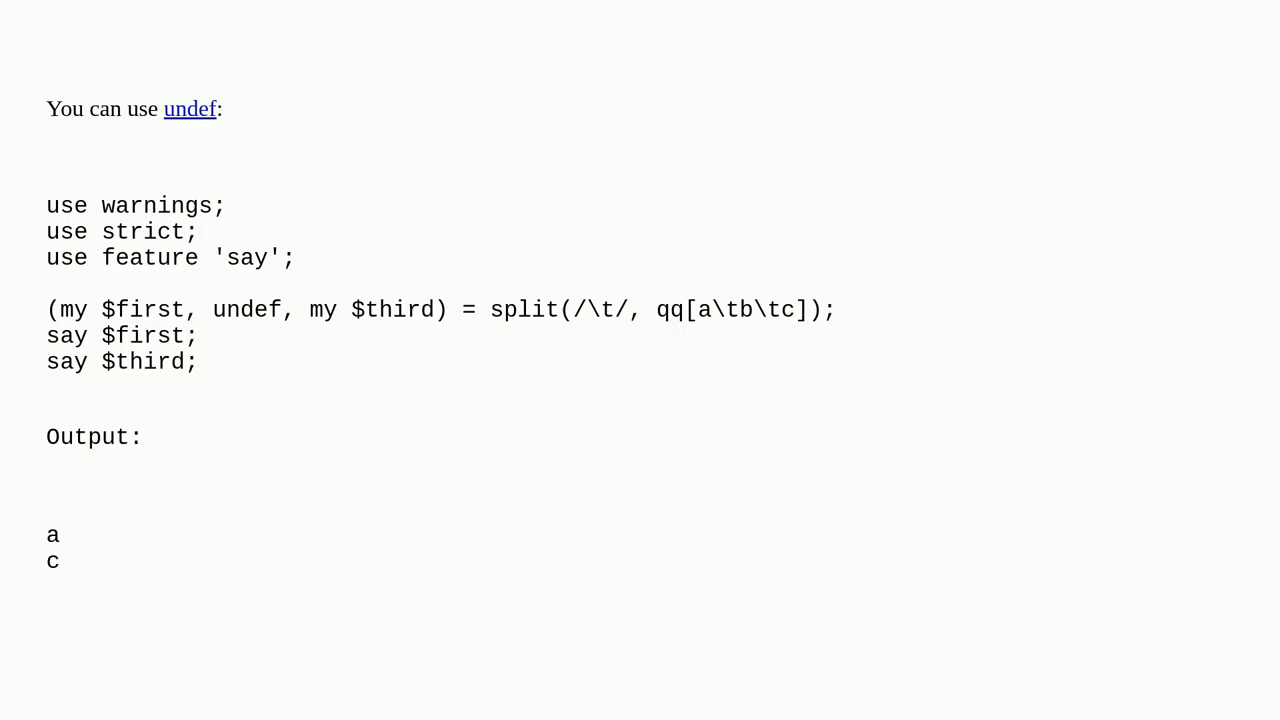 You can use undef:
use warnings;
use strict;
use feature 'say';
(my $first, undef, my $third) = split(/\t/, qq[a\tb\tc]);
say $first;
say $third;
Output:
a
c